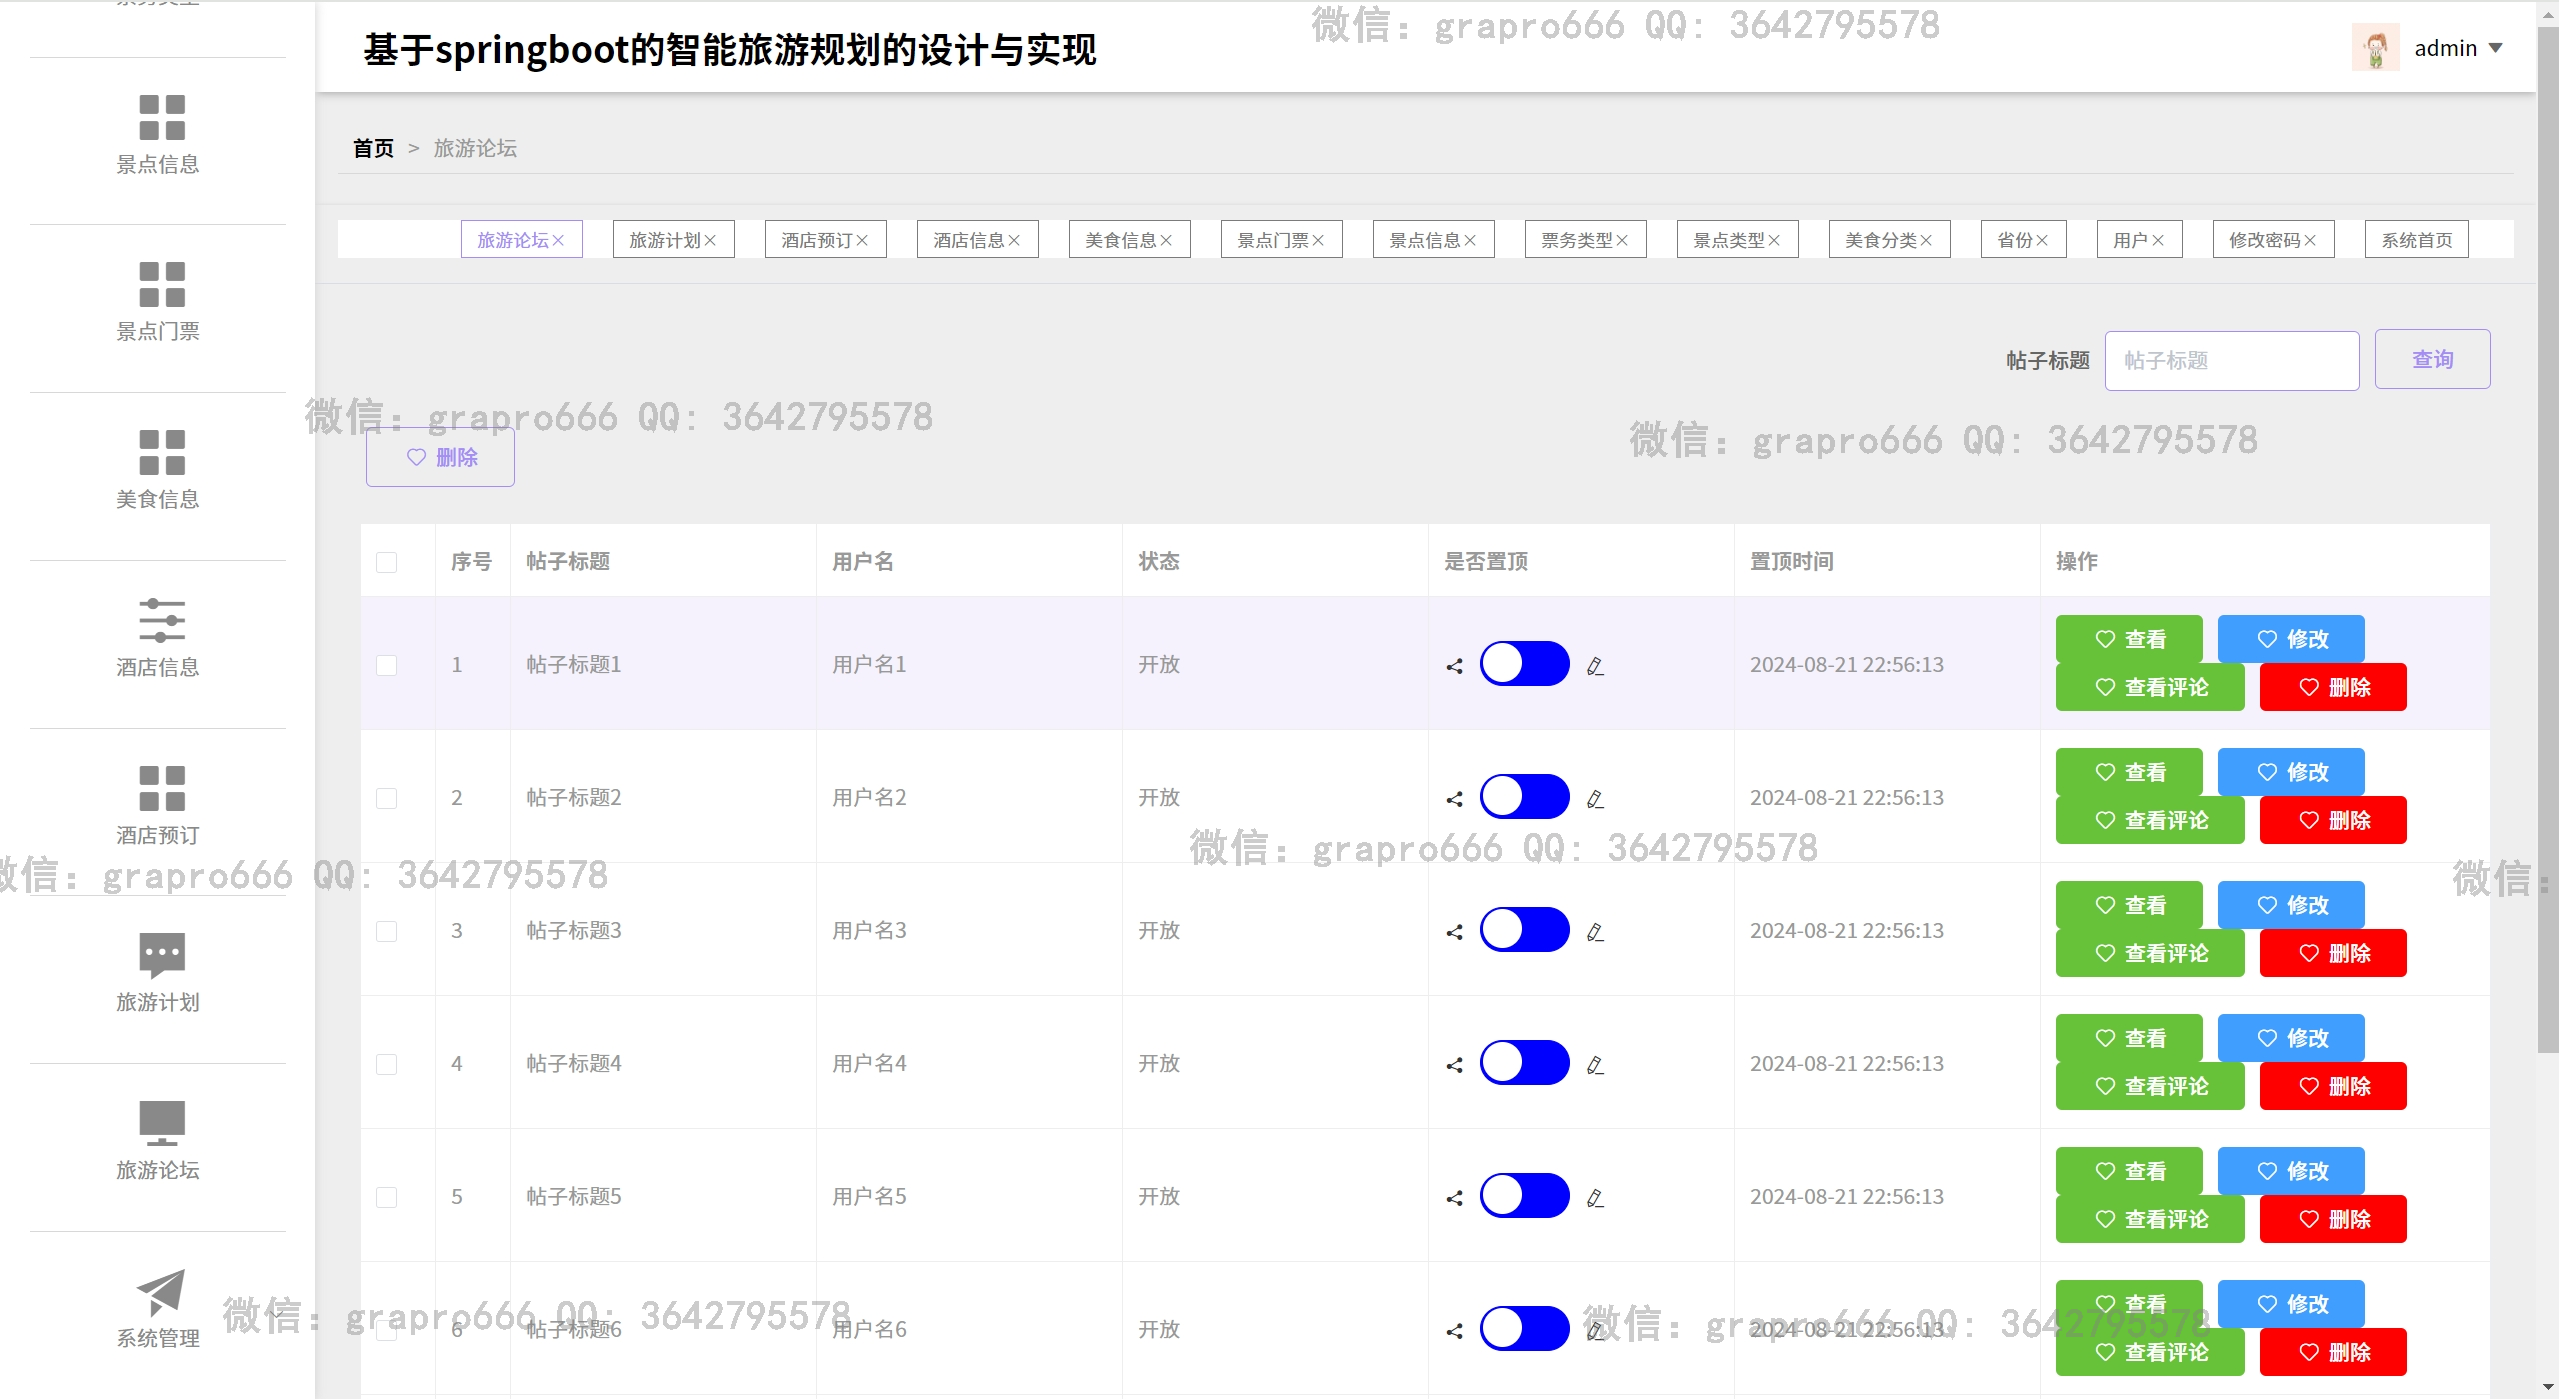 基于springboot的智能旅游规划的设计与实现
微信: grapro666 QQ: 3642795578
admin
景点信息
景点门票
美食信息
酒店信息
酒店预订
旅游计划
旅游论坛
系统管理
首页 > 旅游论坛
旅游论坛× 旅游计划× 酒店预订× 酒店信息× 美食信息× 景点门票× 景点信息× 票务类型× 景点类型× 美食分类× 省份× 用户× 修改密码× 系统首页
帖子标题 帖子标题 查询
微信: grapro666 QQ: 3642795578
微信: grapro666 QQ: 3642795578
删除
序号 帖子标题 用户名 状态 是否置顶 置顶时间 操作
1 帖子标题1 用户名1 开放 2024-08-21 22:56:13 查看 修改
查看评论 删除
2 帖子标题2 用户名2 开放 2024-08-21 22:56:13 查看 修改
查看评论 删除
微信: grapro666 QQ: 3642795578
微信: grapro666 QQ: 3642795578
微信:
3 帖子标题3 用户名3 开放 2024-08-21 22:56:13 查看 修改
查看评论 删除
4 帖子标题4 用户名4 开放 2024-08-21 22:56:13 查看 修改
查看评论 删除
5 帖子标题5 用户名5 开放 2024-08-21 22:56:13 查看 修改
查看评论 删除
6 帖子标题6 用户名6 开放 2024-08-21 22:56:13 查看 修改
查看评论 删除
微信: grapro666 QQ: 3642795578
微信: grapro666 QQ: 3642795578